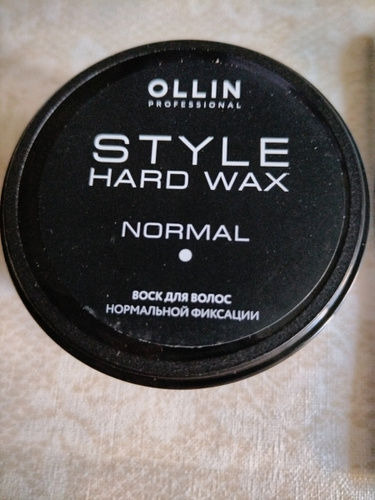 OLLIN
PROFESSIONAL
STYLE
HARD WAX
NORMAL
ВОСК ДЛЯ ВОЛОС
НОРМАЛЬНОЙ ФИКСАЦИИ